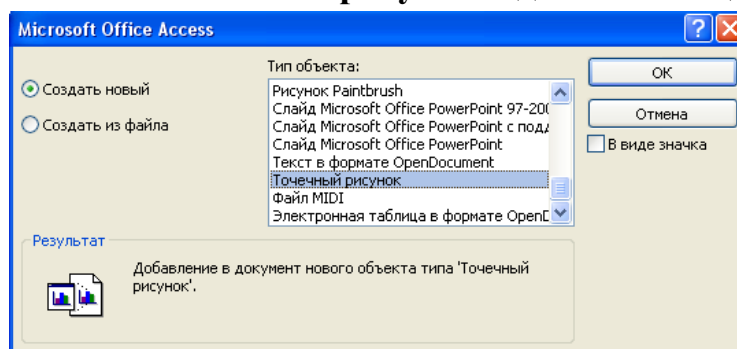 Microsoft Office Access
Создать новый
Создать из файла
Тип объекта:
Рисунок Paintbrush
Слайд Microsoft Office PowerPoint 97-200
Слайд Microsoft Office PowerPoint с подд
Слайд Microsoft Office PowerPoint
Текст в формате OpenDocument
Точечный рисунок
Файл MIDI
Электронная таблица в формате OpenD
ОК
Отмена
В виде значка
Результат
Добавление в документ нового объекта типа 'Точечный
рисунок'.